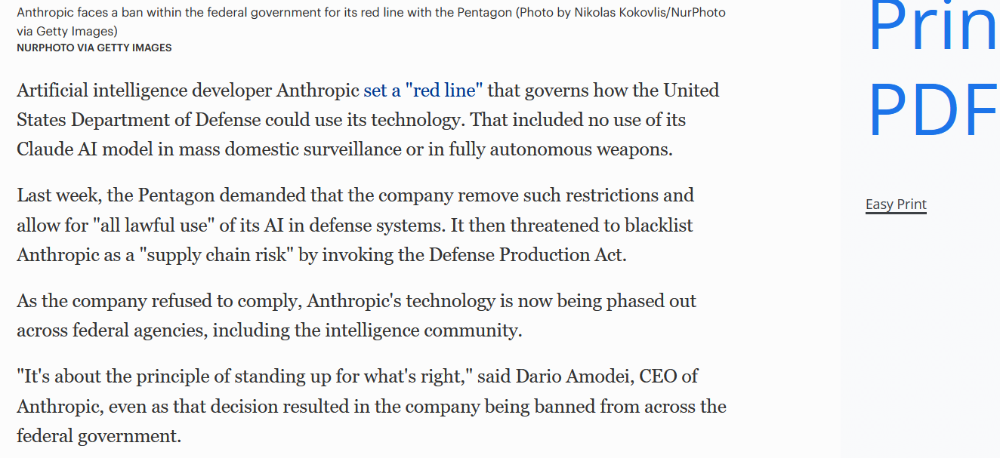 Anthropic faces a ban within the federal government for its red line with the Pentagon (Photo by Nikolas Kokovlis/NurPhoto
via Getty Images)
NURPHOTO VIA GETTY IMAGES
Artificial intelligence developer Anthropic set a "red line" that governs how the United
States Department of Defense could use its technology. That included no use of its
Claude AI model in mass domestic surveillance or in fully autonomous weapons.
Last week, the Pentagon demanded that the company remove such restrictions and
allow for "all lawful use" of its AI in defense systems. It then threatened to blacklist
Anthropic as a "supply chain risk" by invoking the Defense Production Act.
As the company refused to comply, Anthropic's technology is now being phased out
across federal agencies, including the intelligence community.
"It's about the principle of standing up for what's right," said Dario Amodei, CEO of
Anthropic, even as that decision resulted in the company being banned from across the
federal government.
Prin
PDF
Easy Print